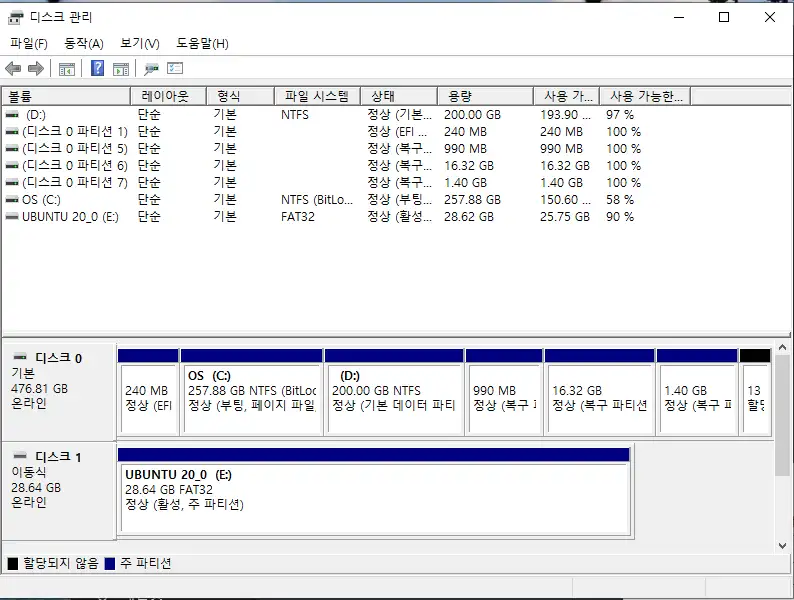 디스크 관리
파일(F) 동작(A) 보기(V) 도움말(H)
볼륨 레이아웃 형식 파일 시스템 상태 용량 사용 가... 사용 가능한...
(D:) 단순 기본 NTFS 정상 (기본... 200.00 GB 193.90 ... 97 %
(디스크 0 파티션 1) 단순 기본 정상 (EFI ... 240 MB 240 MB 100 %
(디스크 0 파티션 5) 단순 기본 정상 (복구... 990 MB 990 MB 100 %
(디스크 0 파티션 6) 단순 기본 정상 (복구... 16.32 GB 16.32 GB 100 %
(디스크 0 파티션 7) 단순 기본 정상 (복구... 1.40 GB 1.40 GB 100 %
OS (C:) 단순 기본 NTFS (BitLo... 정상 (부팅... 257.88 GB 150.60 ... 58 %
UBUNTU 20_0 (E:) 단순 기본 FAT32 정상 (활성... 28.62 GB 25.75 GB 90 %
디스크 0
기본
476.81 GB
온라인
240 MB
정상 (EFI
OS (C:)
257.88 GB NTFS (BitLoc
정상 (부팅, 페이지 파일,
(D:)
200.00 GB NTFS
정상 (기본 데이터 파티
990 MB
정상 (복구
16.32 GB
정상 (복구 파티션
1.40 GB
정상 (복구 파
13
할당
디스크 1
이동식
28.64 GB
온라인
UBUNTU 20_0 (E:)
28.64 GB FAT32
정상 (활성, 주 파티션)
할당되지 않음 주 파티션